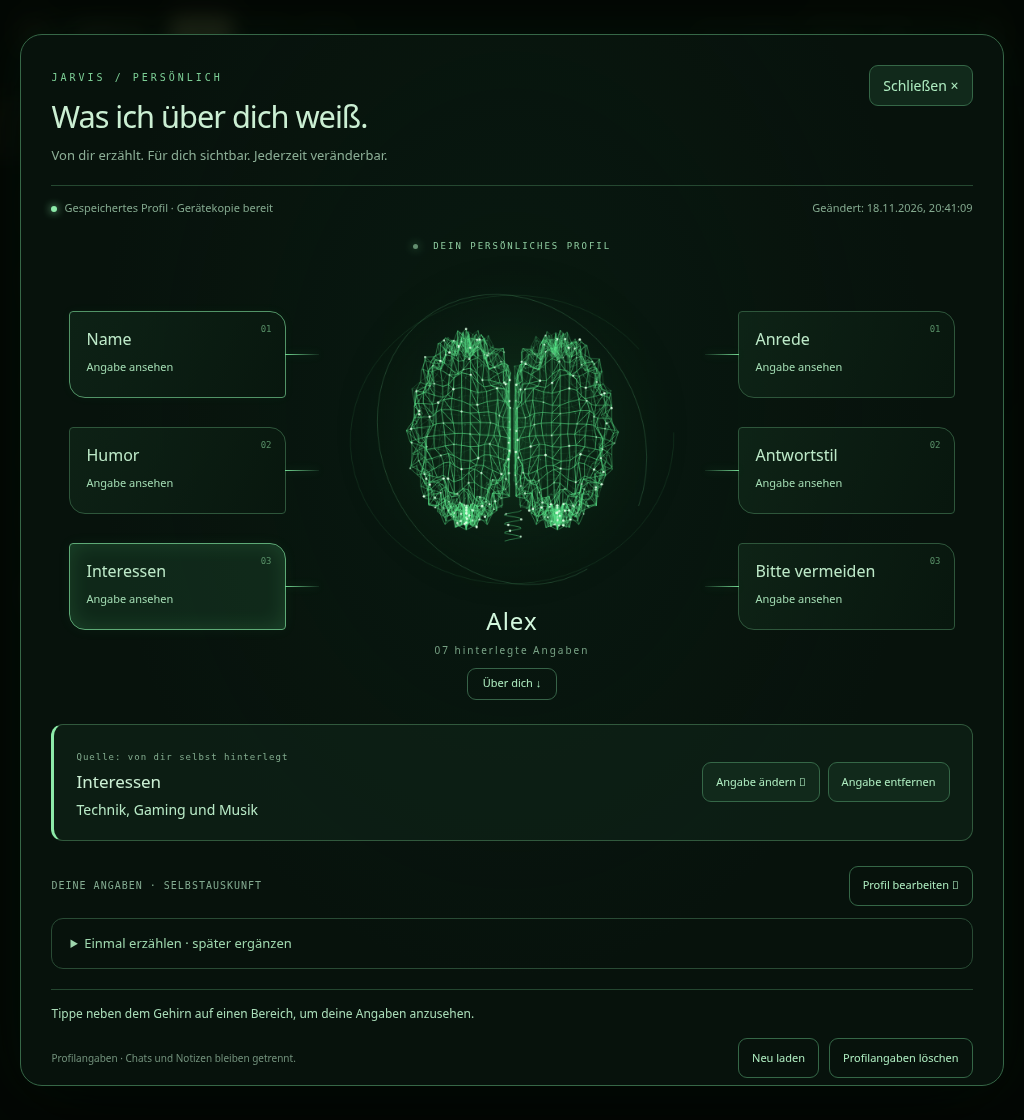 JARVIS / PERSÖNLICH
Schließen ×
Was ich über dich weiß.
Von dir erzählt. Für dich sichtbar. Jederzeit veränderbar.
Gespeichertes Profil · Gerätekopie bereit
Geändert: 18.11.2026, 20:41:09
DEIN PERSÖNLICHES PROFIL
01
Name
Angabe ansehen
02
Humor
Angabe ansehen
03
Interessen
Angabe ansehen
01
Anrede
Angabe ansehen
02
Antwortstil
Angabe ansehen
03
Bitte vermeiden
Angabe ansehen
Alex
07 hinterlegte Angaben
Über dich ↓
Quelle: von dir selbst hinterlegt
Interessen
Technik, Gaming und Musik
Angabe ändern
Angabe entfernen
DEINE ANGABEN · SELBSTAUSKUNFT
Profil bearbeiten
▶ Einmal erzählen · später ergänzen
Tippe neben dem Gehirn auf einen Bereich, um deine Angaben anzusehen.
Profilangaben · Chats und Notizen bleiben getrennt.
Neu laden
Profilangaben löschen